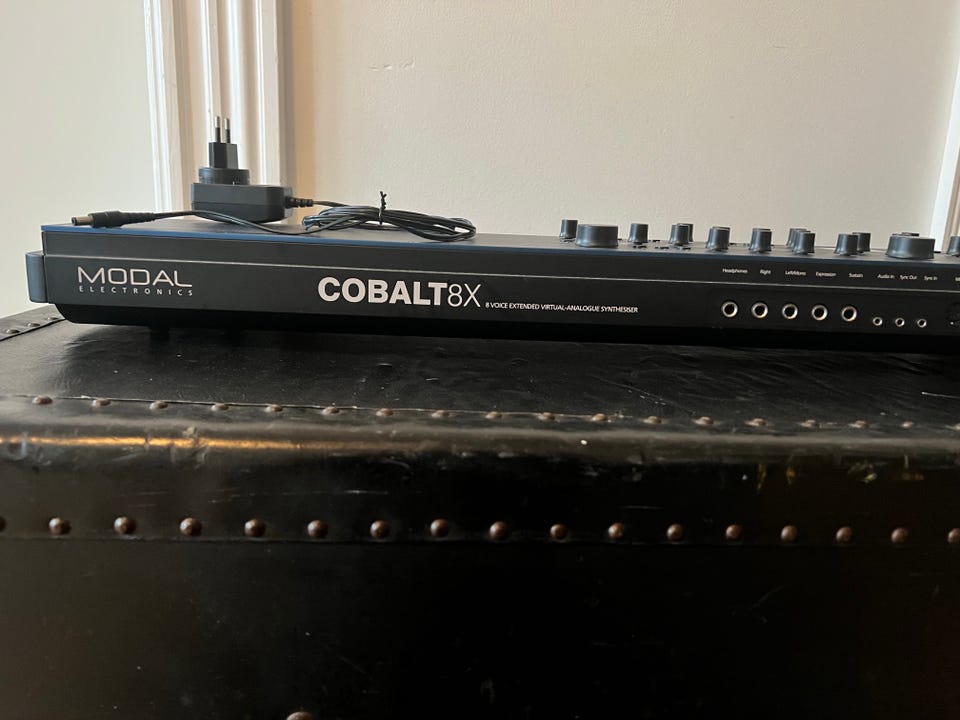 MODAL
ELECTRONICS
COBALT8X
8 VOICE EXTENDED VIRTUAL-ANALOGUE SYNTHESISER
Headphones Right Left/Mono Expression Sustain Audio In Sync Out Sync In